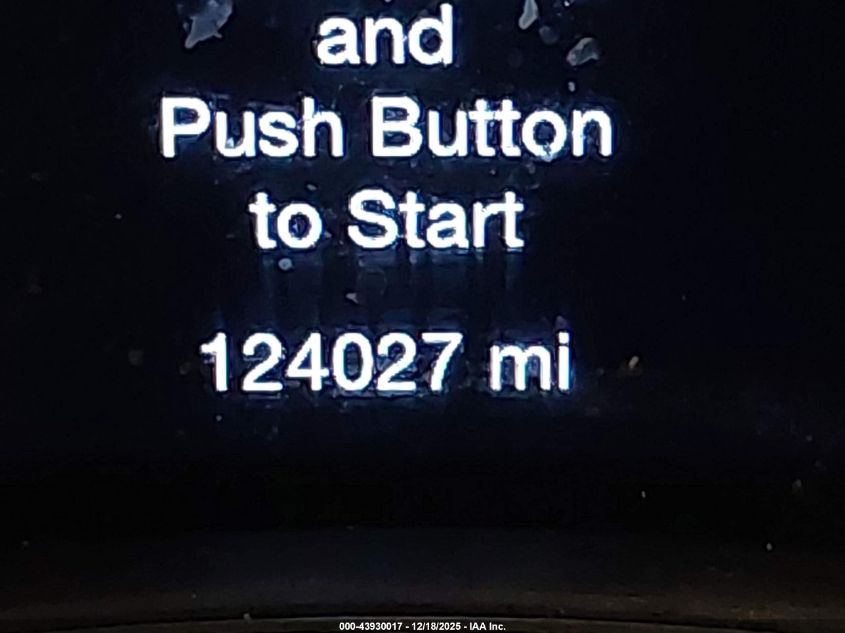 and
Push Button
to Start
124027 mi
000-43930017 - 12/18/2025 - IAA Inc.